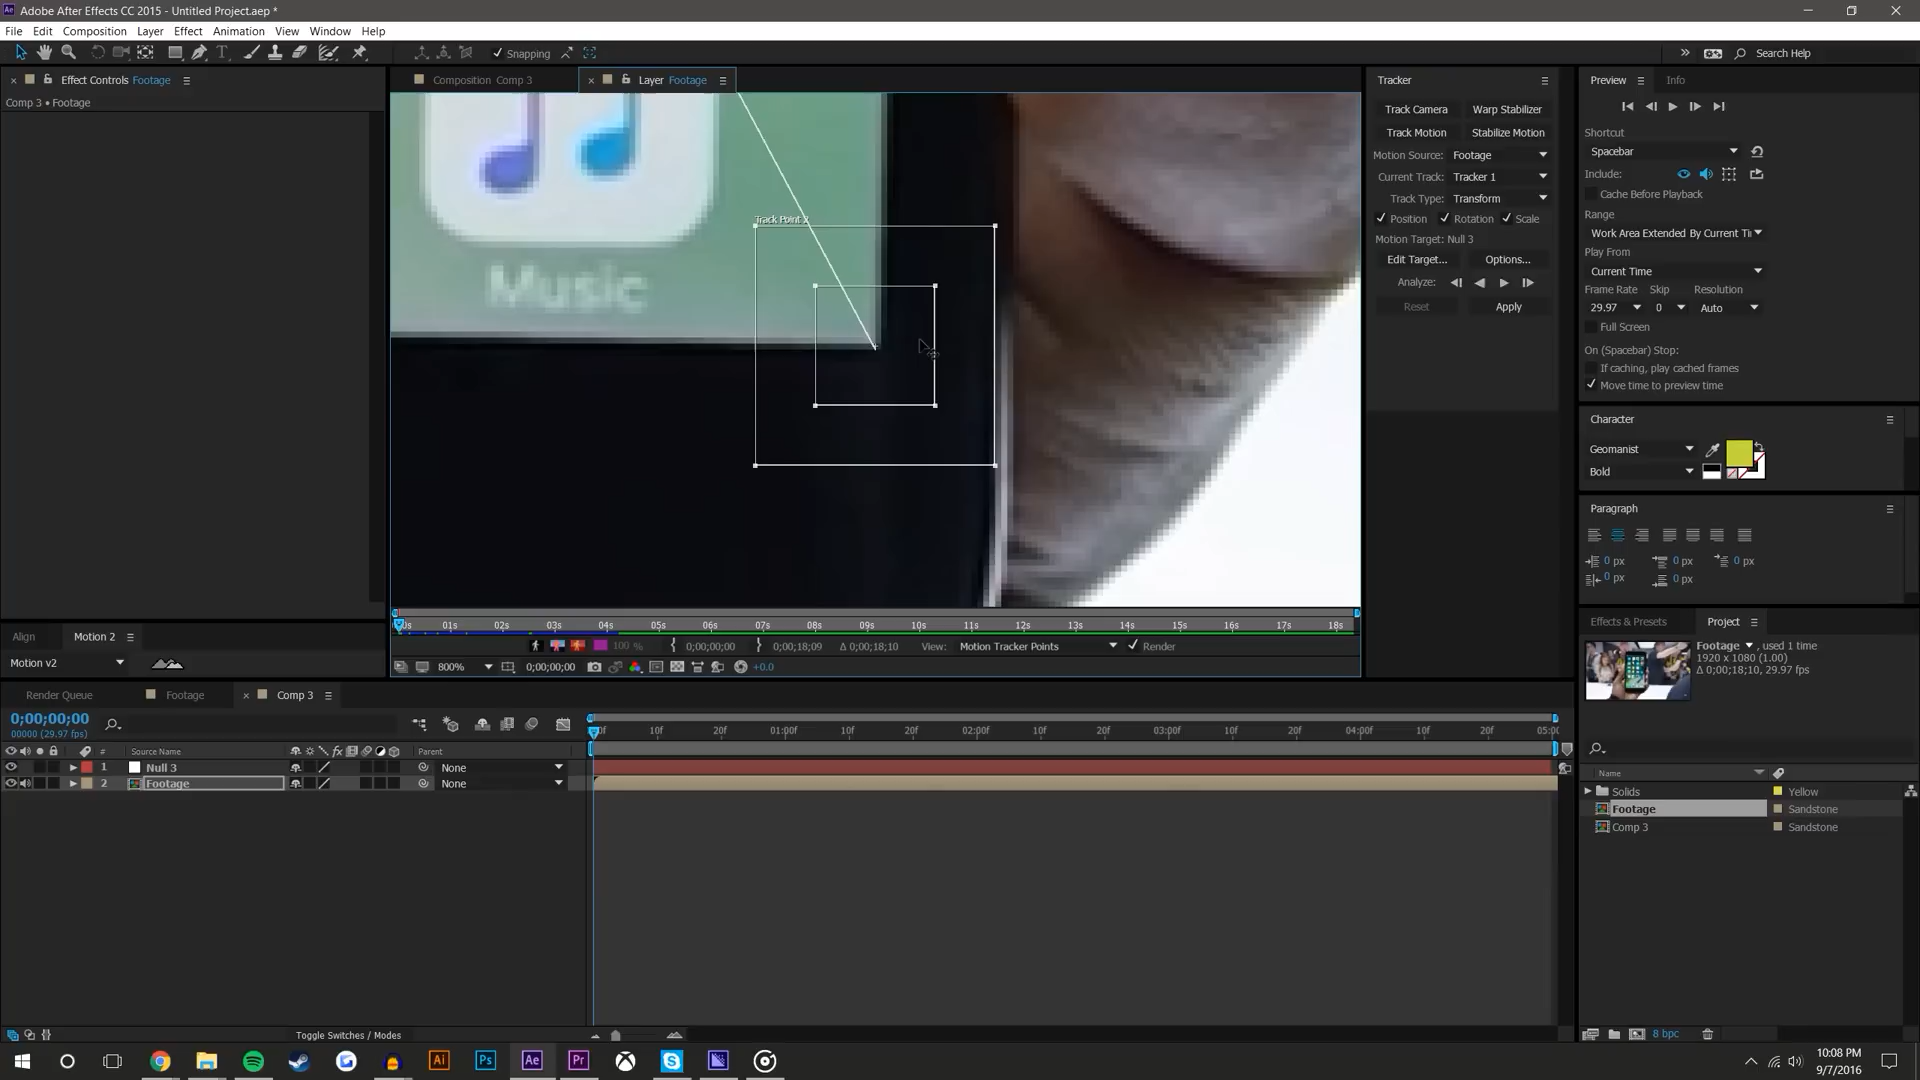 Adobe After Effects CC 2015 - Untitled Project.aep *
File Edit Composition Layer Effect Animation View Window Help
Snapping
Search Help
Effect Controls Footage
Comp 3 • Footage
Composition Comp 3
Layer Footage
Music
Track Point 2
Tracker
Track Camera Warp Stabilizer
Track Motion Stabilize Motion
Motion Source: Footage
Current Track: Tracker 1
Track Type: Transform
Position Rotation Scale
Motion Target: Null 3
Edit Target... Options...
Analyze:
Reset Apply
Preview Info
Shortcut
Spacebar
Include:
Cache Before Playback
Range
Work Area Extended By Current Ti
Play From
Current Time
Frame Rate Skip Resolution
29.97 0 Auto
Full Screen
On (Spacebar) Stop:
If caching, play cached frames
Move time to preview time
Character
Geomanist
Bold
Paragraph
0 px 0 px 0 px
0 px 0 px
Effects & Presets Project
Footage , used 1 time
1920 x 1080 (1.00)
Δ 0;00;18;10, 29.97 fps
Name
Solids Yellow
Footage Sandstone
Comp 3 Sandstone
8 bpc
Align Motion 2
Motion v2
01s 02s 03s 04s 05s 06s 07s 08s 09s 10s 11s 12s 13s 14s 15s 16s 17s 18s
100 % 0;00;00;00 0;00;18;09 Δ 0;00;18;10 View: Motion Tracker Points Render
800% 0;00;00;00 +0.0
Render Queue Footage Comp 3
0;00;00;00
00000 (29.97 fps)
10f 20f 01:00f 10f 20f 02:00f 10f 20f 03:00f 10f 20f 04:00f 10f 20f 05:00
# Source Name Parent
1 Null 3 None
2 Footage None
Toggle Switches / Modes
Ai Ps Ae Pr
10:08 PM
9/7/2016